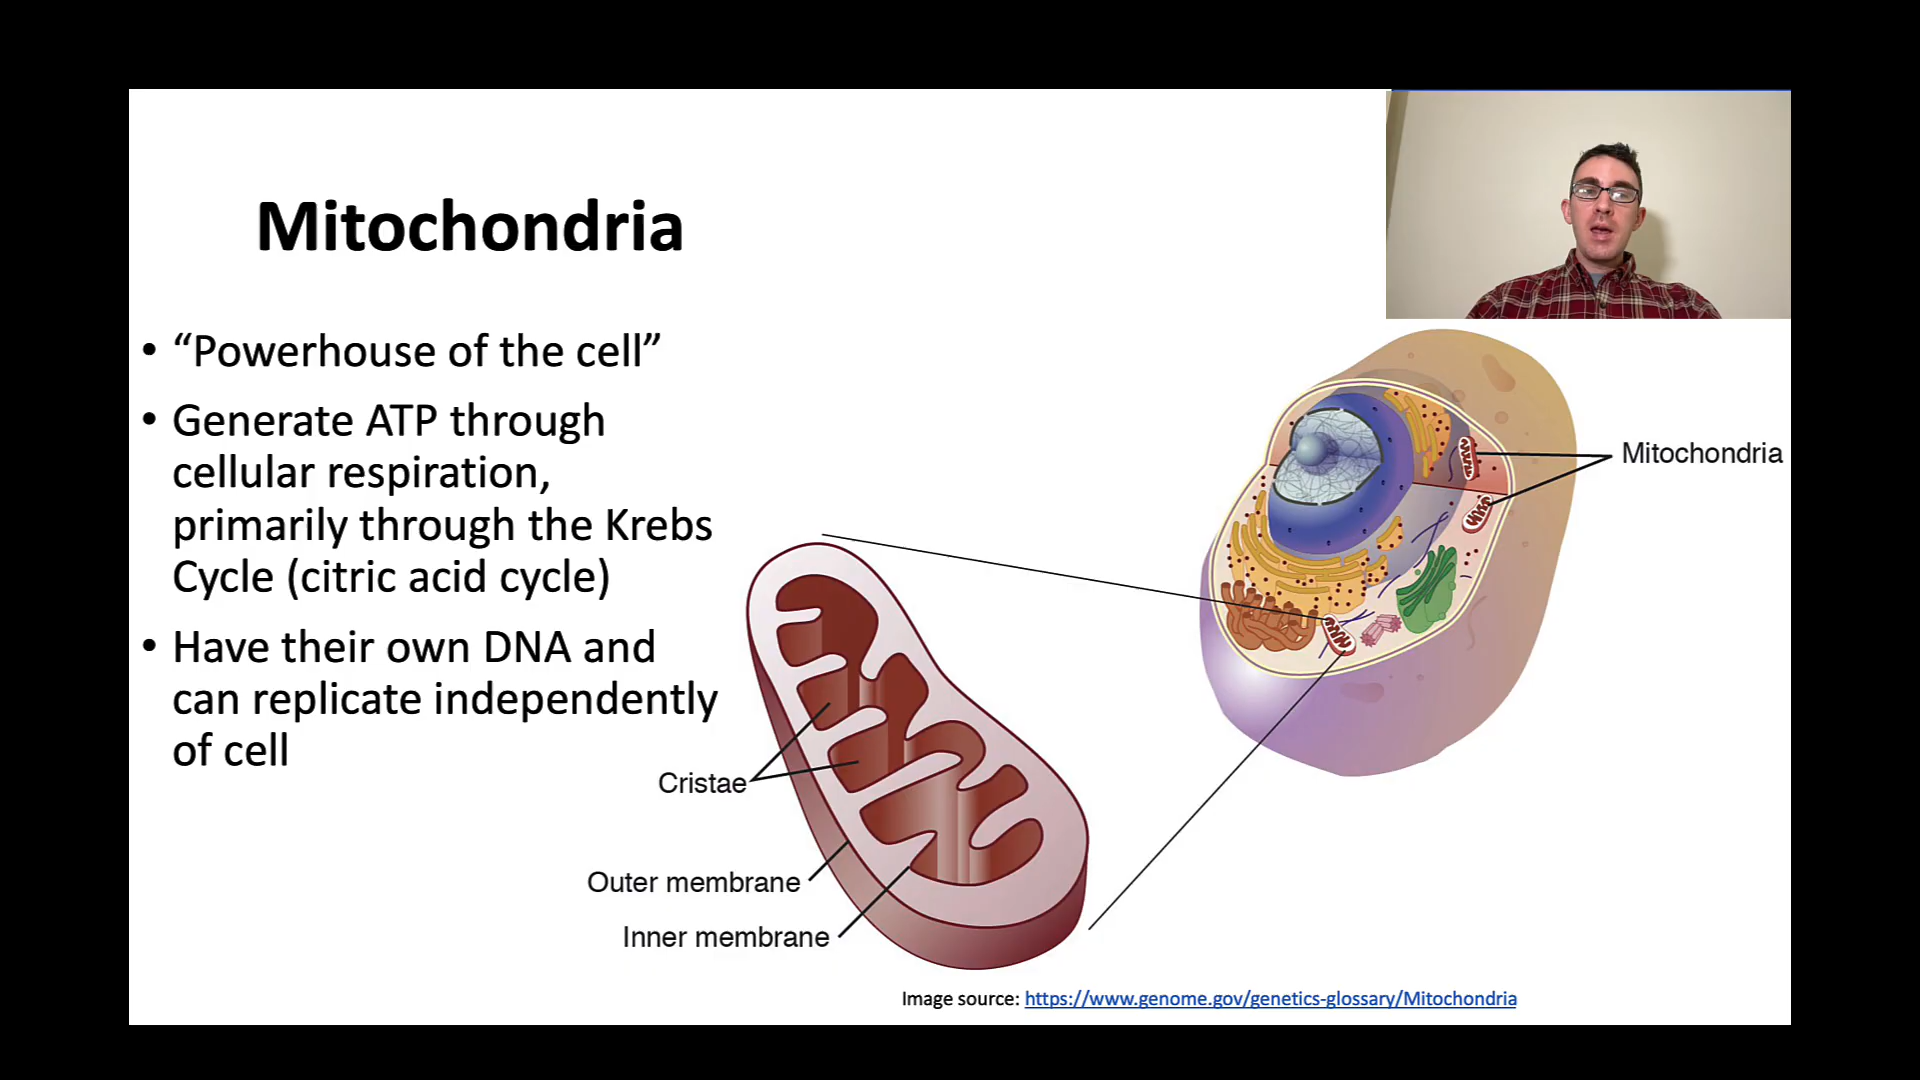 Mitochondria
• “Powerhouse of the cell”
• Generate ATP through
cellular respiration,
primarily through the Krebs
Cycle (citric acid cycle)
• Have their own DNA and
can replicate independently
of cell
Mitochondria
Cristae
Outer membrane
Inner membrane
Image source: https://www.genome.gov/genetics-glossary/Mitochondria